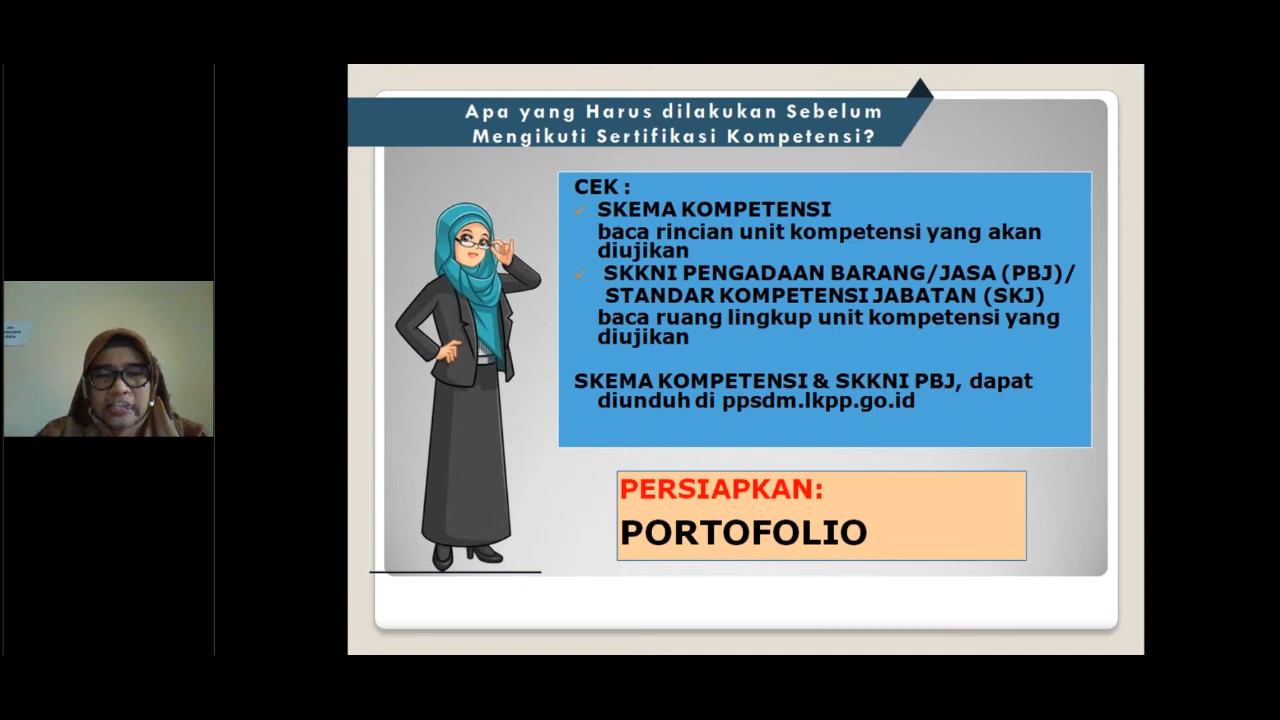 Apa yang Harus dilakukan Sebelum
Mengikuti Sertifikasi Kompetensi?
CEK :
✓ SKEMA KOMPETENSI
baca rincian unit kompetensi yang akan
diujikan
✓ SKKNI PENGADAAN BARANG/JASA (PBJ)/
STANDAR KOMPETENSI JABATAN (SKJ)
baca ruang lingkup unit kompetensi yang
diujikan
SKEMA KOMPETENSI & SKKNI PBJ, dapat
diunduh di ppsdm.lkpp.go.id
PERSIAPKAN:
PORTOFOLIO